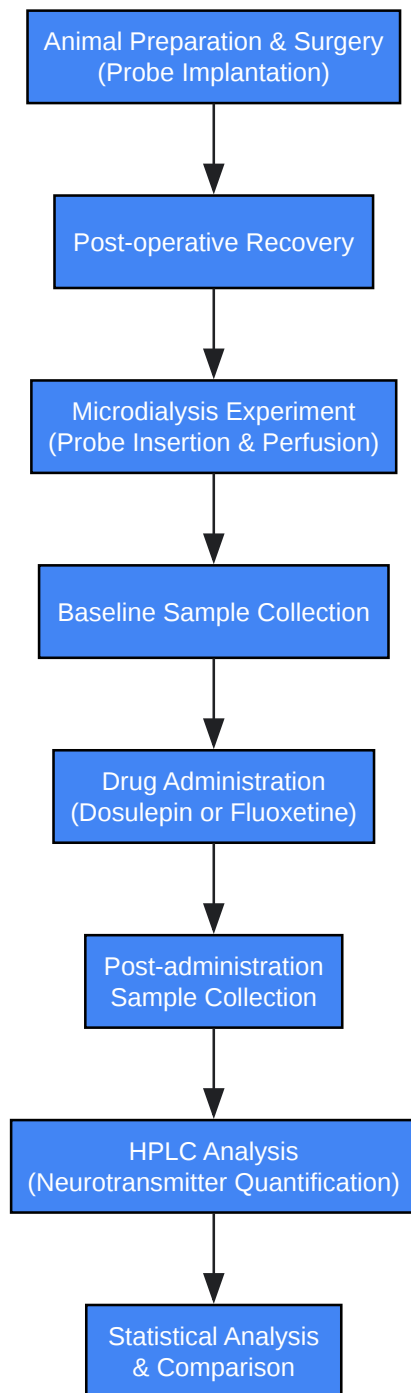 Animal Preparation & Surgery
(Probe Implantation)
Post-operative Recovery
Microdialysis Experiment
(Probe Insertion & Perfusion)
Baseline Sample Collection
Drug Administration
(Dosulepin or Fluoxetine)
Post-administration
Sample Collection
HPLC Analysis
(Neurotransmitter Quantification)
Statistical Analysis
& Comparison